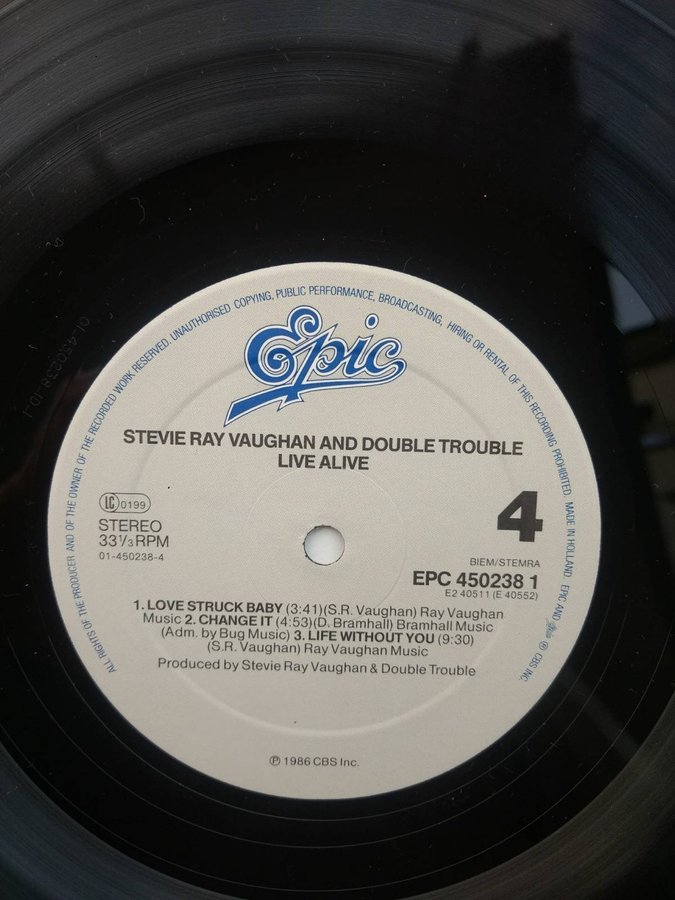 ALL RIGHTS OF THE PRODUCER AND OF THE OWNER OF THE RECORDED WORK RESERVED. UNAUTHORISED COPYING, PUBLIC PERFORMANCE, BROADCASTING, HIRING OR RENTAL OF THIS RECORDING PROHIBITED. MADE IN HOLLAND. EPIC AND Epic ℗ CBS INC.
Epic
STEVIE RAY VAUGHAN AND DOUBLE TROUBLE
LIVE ALIVE
LC 0199
STEREO
33⅓ RPM
01-450238-4
4
BIEM/STEMRA
EPC 450238 1
E2 40511 (E 40552)
1. LOVE STRUCK BABY (3:41)(S.R. Vaughan) Ray Vaughan
Music 2. CHANGE IT (4:53)(D. Bramhall) Bramhall Music
(Adm. by Bug Music) 3. LIFE WITHOUT YOU (9:30)
(S.R. Vaughan) Ray Vaughan Music
Produced by Stevie Ray Vaughan & Double Trouble
℗ 1986 CBS Inc.